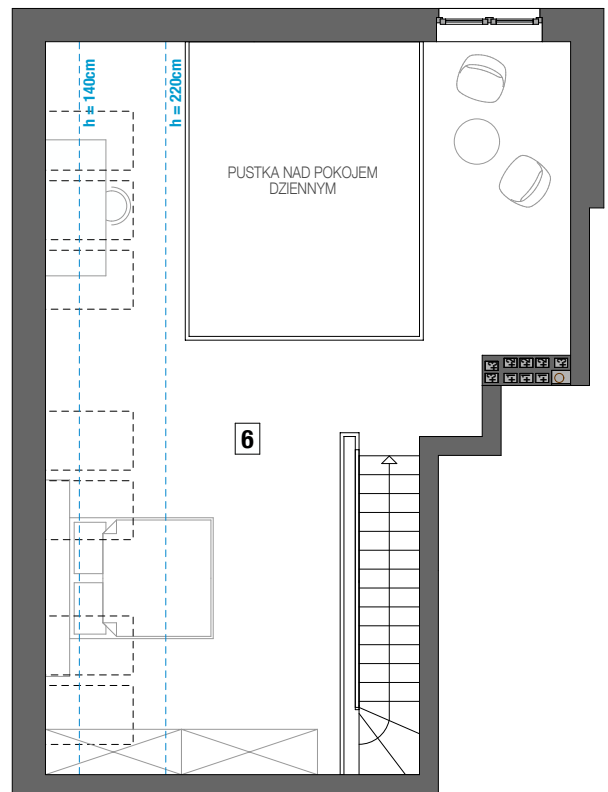 h = 140cm
h = 220cm
PUSTKA NAD POKOJEM
DZIENNYM
6